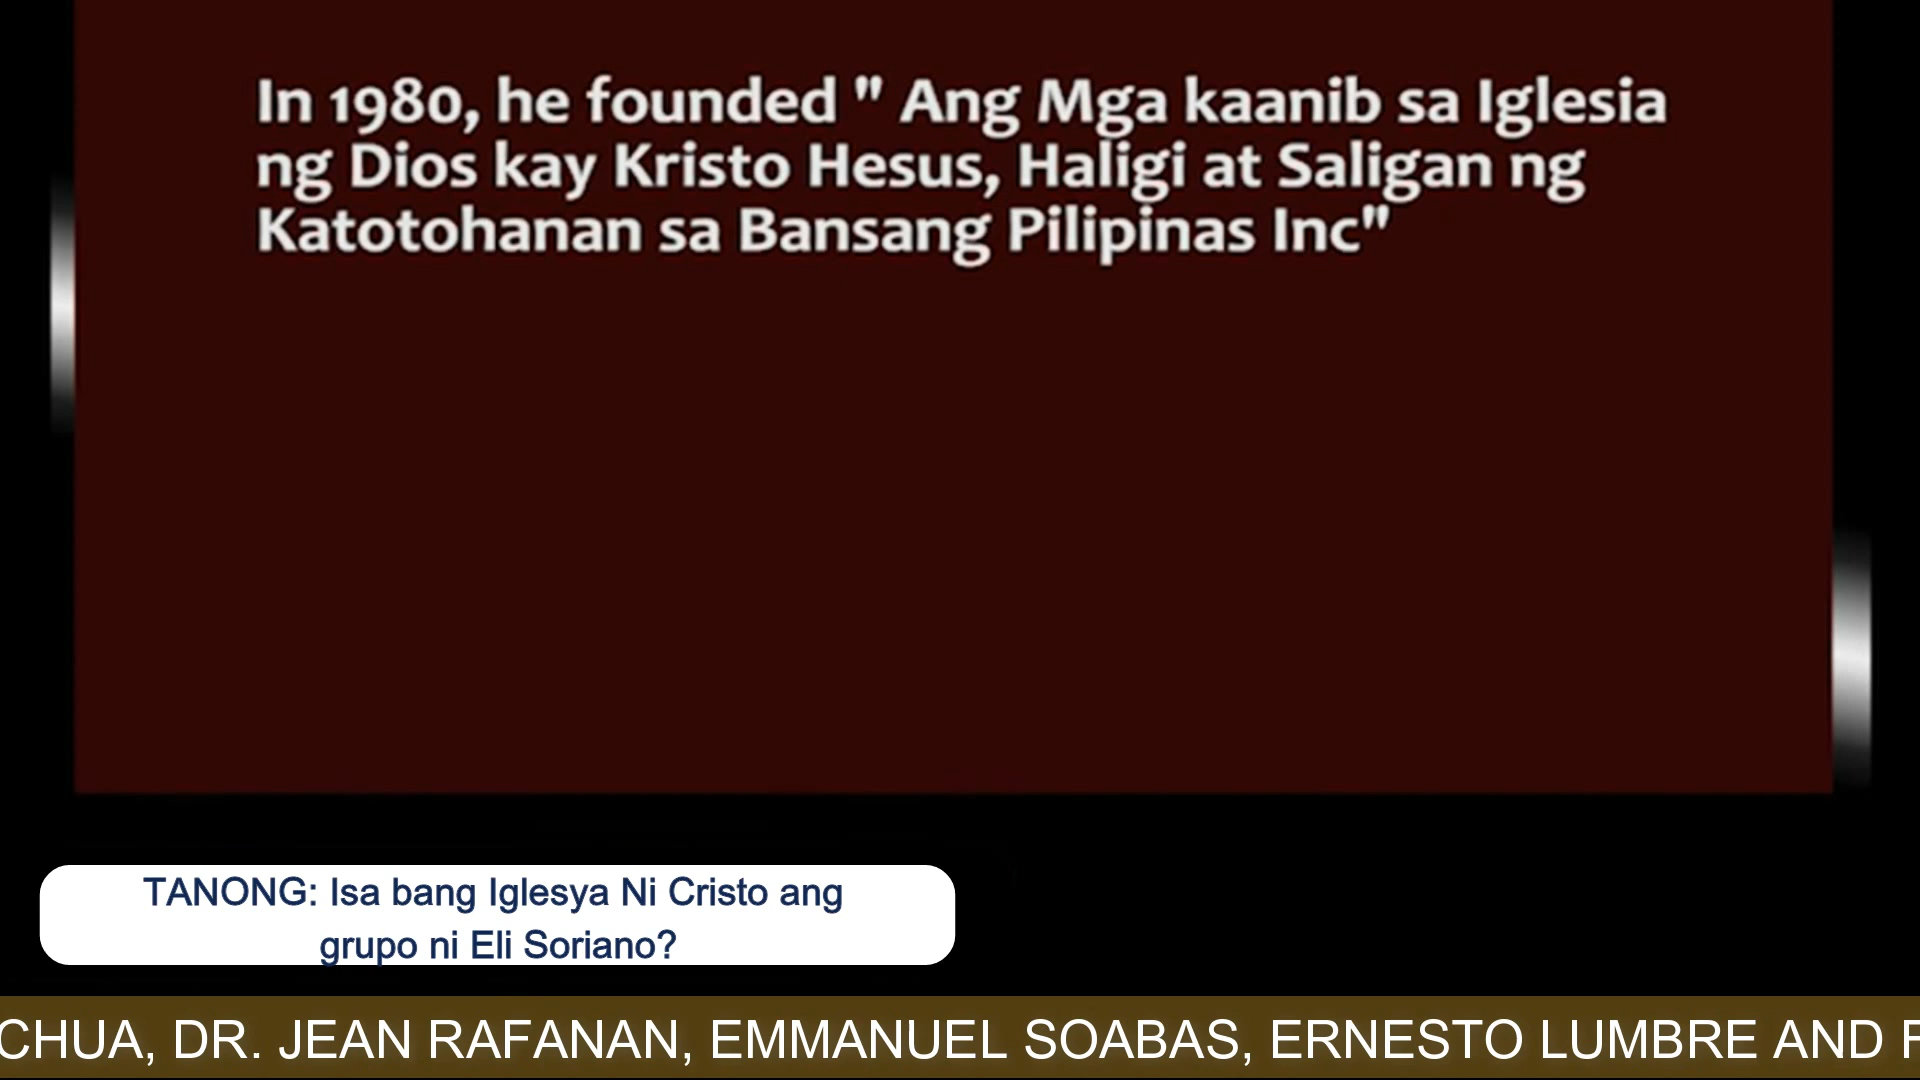 In 1980, he founded " Ang Mga kaanib sa Iglesia
ng Dios kay Kristo Hesus, Haligi at Saligan ng
Katotohanan sa Bansang Pilipinas Inc"
TANONG: Isa bang Iglesya Ni Cristo ang
grupo ni Eli Soriano?
CHUA, DR. JEAN RAFANAN, EMMANUEL SOABAS, ERNESTO LUMBRE AND